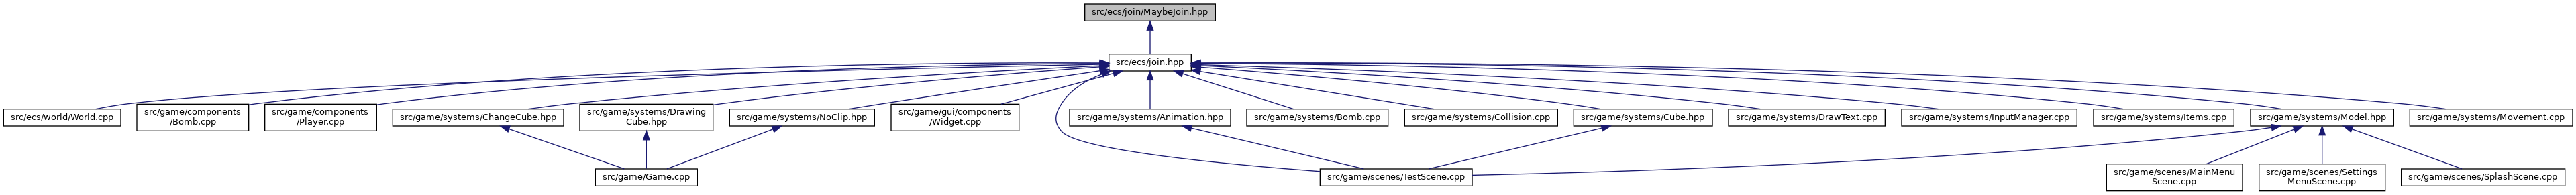 src/ecs/join/MaybeJoin.hpp
src/ecs/join.hpp
src/ecs/world/World.cpp
src/game/components
/Bomb.cpp
src/game/components
/Player.cpp
src/game/systems/ChangeCube.hpp
src/game/systems/Drawing
Cube.hpp
src/game/systems/NoClip.hpp
src/game/gui/components
/Widget.cpp
src/game/systems/Animation.hpp
src/game/systems/Bomb.cpp
src/game/systems/Collision.cpp
src/game/systems/Cube.hpp
src/game/systems/DrawText.cpp
src/game/systems/InputManager.cpp
src/game/systems/Items.cpp
src/game/systems/Model.hpp
src/game/systems/Movement.cpp
src/game/Game.cpp
src/game/scenes/TestScene.cpp
src/game/scenes/MainMenu
Scene.cpp
src/game/scenes/Settings
MenuScene.cpp
src/game/scenes/SplashScene.cpp